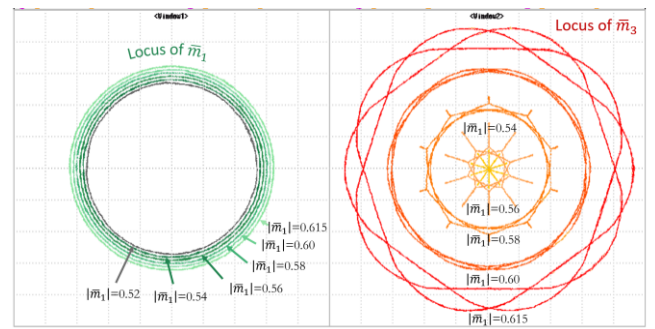 <Window1>
Locus of m̅₁
|m̅₁|=0.615
|m̅₁|=0.60
|m̅₁|=0.58
|m̅₁|=0.56
|m̅₁|=0.54
|m̅₁|=0.52
<Window2>
Locus of m̅₃
|m̅₁|=0.54
|m̅₁|=0.56
|m̅₁|=0.58
|m̅₁|=0.60
|m̅₁|=0.615